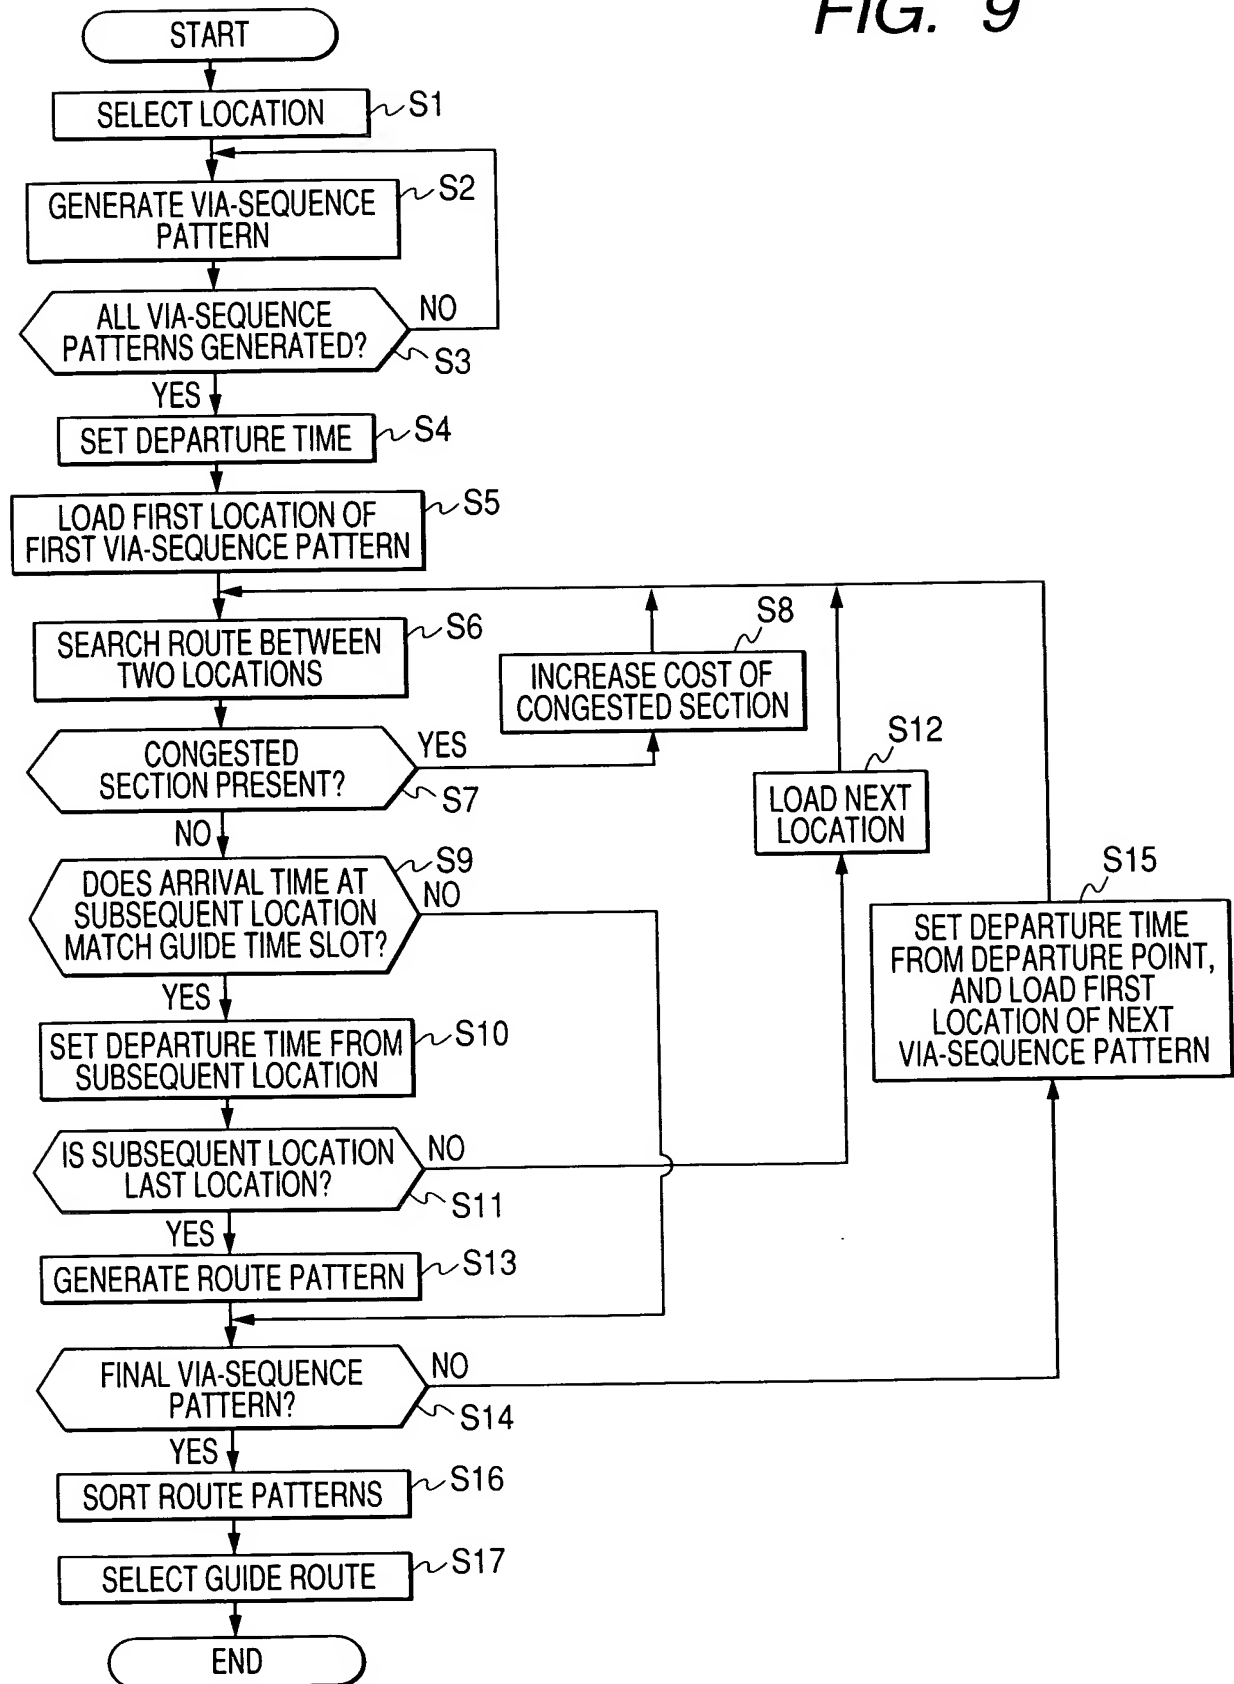 FIG. 9
START
SELECT LOCATION
S1
GENERATE VIA-SEQUENCE
PATTERN
S2
ALL VIA-SEQUENCE
PATTERNS GENERATED?
NO
S3
YES
SET DEPARTURE TIME
S4
LOAD FIRST LOCATION OF
FIRST VIA-SEQUENCE PATTERN
S5
SEARCH ROUTE BETWEEN
TWO LOCATIONS
S6
INCREASE COST OF
CONGESTED SECTION
S8
CONGESTED
SECTION PRESENT?
YES
S7
NO
LOAD NEXT
LOCATION
S12
DOES ARRIVAL TIME AT
SUBSEQUENT LOCATION
MATCH GUIDE TIME SLOT?
S9
NO
YES
SET DEPARTURE TIME
FROM DEPARTURE POINT,
AND LOAD FIRST
LOCATION OF NEXT
VIA-SEQUENCE PATTERN
S15
SET DEPARTURE TIME FROM
SUBSEQUENT LOCATION
S10
IS SUBSEQUENT LOCATION
LAST LOCATION?
NO
S11
YES
GENERATE ROUTE PATTERN
S13
FINAL VIA-SEQUENCE
PATTERN?
NO
S14
YES
SORT ROUTE PATTERNS
S16
SELECT GUIDE ROUTE
S17
END